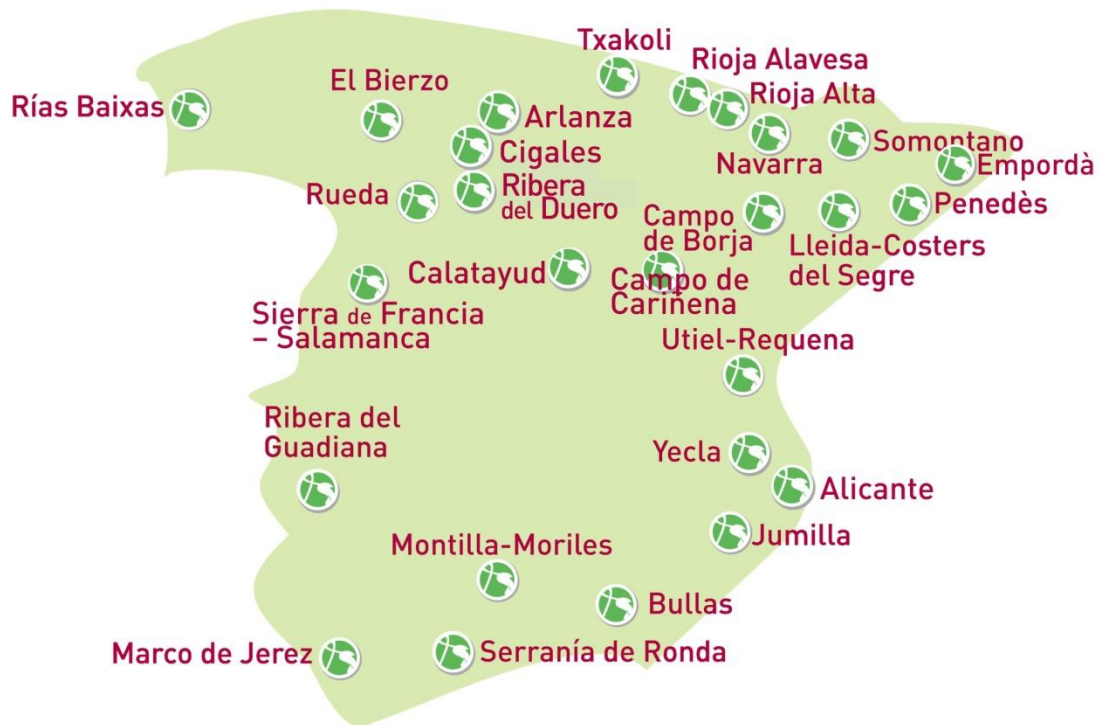 Txakoli
Rioja Alavesa
El Bierzo
Rioja Alta
Rías Baixas
Arlanza
Somontano
Cigales
Navarra
Empordà
Rueda
Ribera
del Duero
Penedès
Campo
de Borja
Lleida-Costers
del Segre
Calatayud
Campo de
Cariñena
Sierra de Francia
– Salamanca
Utiel-Requena
Ribera del
Guadiana
Yecla
Alicante
Jumilla
Montilla-Moriles
Bullas
Marco de Jerez
Serranía de Ronda